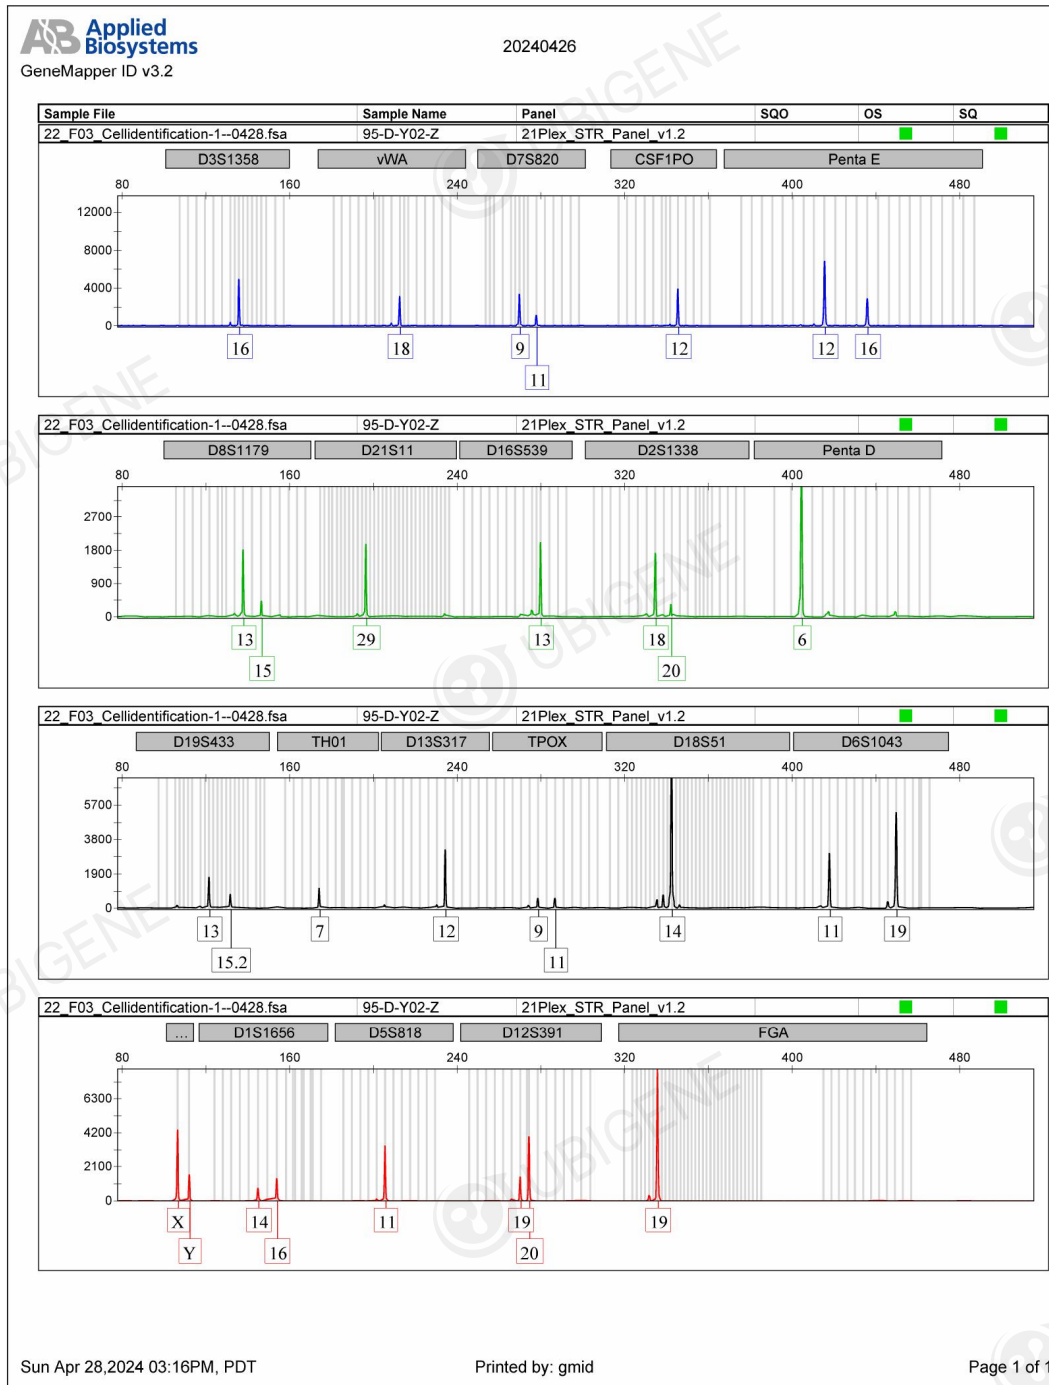 AB Applied Biosystems
GeneMapper ID v3.2
20240426
Sample File Sample Name Panel SQO OS SQ
22_F03_Cellidentification-1--0428.fsa 95-D-Y02-Z 21Plex_STR_Panel_v1.2
D3S1358 vWA D7S820 CSF1PO Penta E
80 160 240 320 400 480
12000
8000
4000
0
16 18 9 12 12 16
11
22_F03_Cellidentification-1--0428.fsa 95-D-Y02-Z 21Plex_STR_Panel_v1.2
D8S1179 D21S11 D16S539 D2S1338 Penta D
80 160 240 320 400 480
2700
1800
900
0
13 29 13 18 6
15 20
22_F03_Cellidentification-1--0428.fsa 95-D-Y02-Z 21Plex_STR_Panel_v1.2
D19S433 TH01 D13S317 TPOX D18S51 D6S1043
80 160 240 320 400 480
5700
3800
1900
0
13 7 12 9 14 11 19
15.2 11
22_F03_Cellidentification-1--0428.fsa 95-D-Y02-Z 21Plex_STR_Panel_v1.2
... D1S1656 D5S818 D12S391 FGA
80 160 240 320 400 480
6300
4200
2100
0
X 14 11 19 19
Y 16 20
Sun Apr 28,2024 03:16PM, PDT Printed by: gmid Page 1 of 1
UBIGENE
UBIGENE
UBIGENE
UBIGENE
UBIGENE